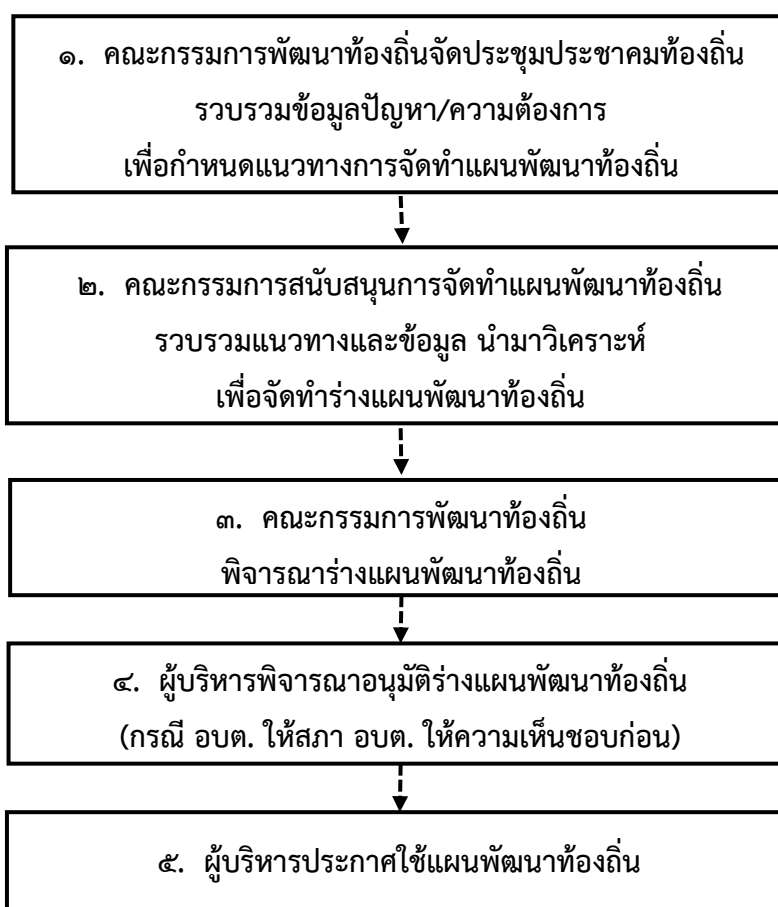 ๑. คณะกรรมการพัฒนาท้องถิ่นจัดประชุมประชาคมท้องถิ่น
รวบรวมข้อมูลปัญหา/ความต้องการ
เพื่อกำหนดแนวทางการจัดทำแผนพัฒนาท้องถิ่น
๒. คณะกรรมการสนับสนุนการจัดทำแผนพัฒนาท้องถิ่น
รวบรวมแนวทางและข้อมูล นำมาวิเคราะห์
เพื่อจัดทำร่างแผนพัฒนาท้องถิ่น
๓. คณะกรรมการพัฒนาท้องถิ่น
พิจารณาร่างแผนพัฒนาท้องถิ่น
๔. ผู้บริหารพิจารณาอนุมัติร่างแผนพัฒนาท้องถิ่น
(กรณี อบต. ให้สภา อบต. ให้ความเห็นชอบก่อน)
๕. ผู้บริหารประกาศใช้แผนพัฒนาท้องถิ่น